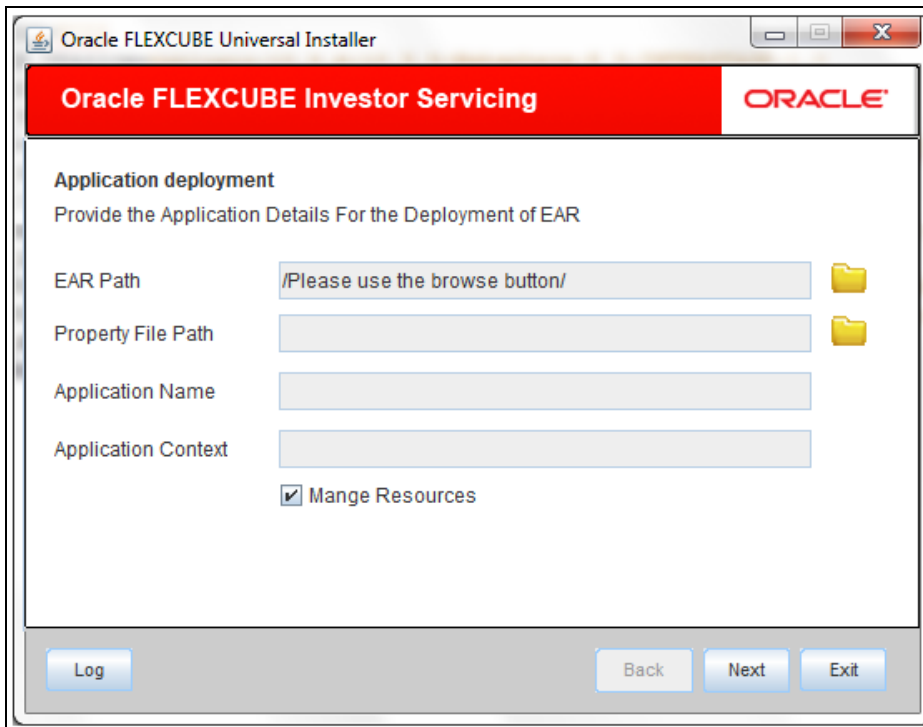 Oracle FLEXCUBE Universal Installer
Oracle FLEXCUBE Investor Servicing
ORACLE
Application deployment
Provide the Application Details For the Deployment of EAR
EAR Path /Please use the browse button/
Property File Path
Application Name
Application Context
Mange Resources
Log Back Next Exit